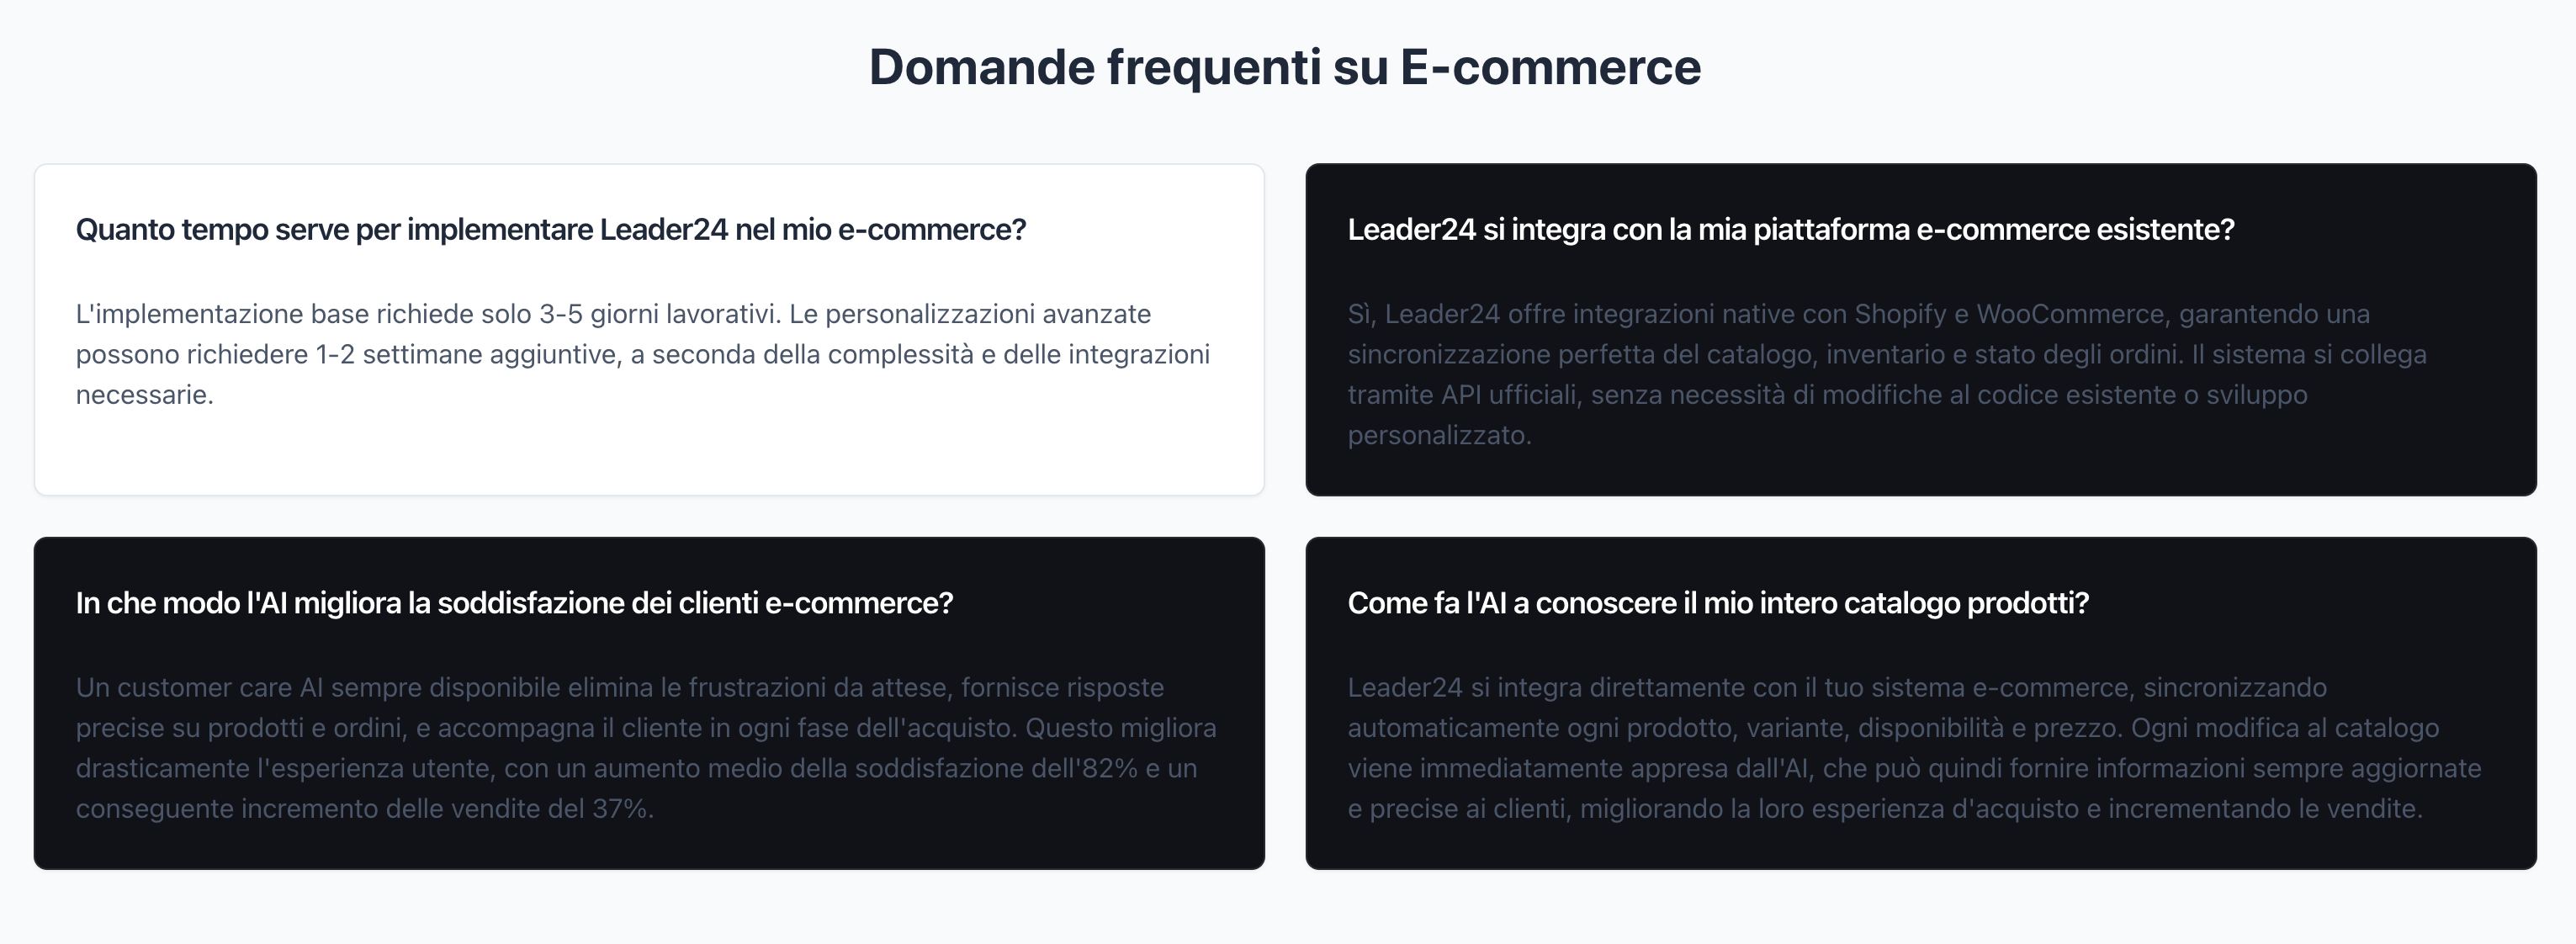 Domande frequenti su E-commerce
Quanto tempo serve per implementare Leader24 nel mio e-commerce?
L'implementazione base richiede solo 3-5 giorni lavorativi. Le personalizzazioni avanzate
possono richiedere 1-2 settimane aggiuntive, a seconda della complessità e delle integrazioni
necessarie.
Leader24 si integra con la mia piattaforma e-commerce esistente?
Sì, Leader24 offre integrazioni native con Shopify e WooCommerce, garantendo una
sincronizzazione perfetta del catalogo, inventario e stato degli ordini. Il sistema si collega
tramite API ufficiali, senza necessità di modifiche al codice esistente o sviluppo
personalizzato.
In che modo l'AI migliora la soddisfazione dei clienti e-commerce?
Un customer care AI sempre disponibile elimina le frustrazioni da attese, fornisce risposte
precise su prodotti e ordini, e accompagna il cliente in ogni fase dell'acquisto. Questo migliora
drasticamente l'esperienza utente, con un aumento medio della soddisfazione dell'82% e un
conseguente incremento delle vendite del 37%.
Come fa l'AI a conoscere il mio intero catalogo prodotti?
Leader24 si integra direttamente con il tuo sistema e-commerce, sincronizzando
automaticamente ogni prodotto, variante, disponibilità e prezzo. Ogni modifica al catalogo
viene immediatamente appresa dall'AI, che può quindi fornire informazioni sempre aggiornate
e precise ai clienti, migliorando la loro esperienza d'acquisto e incrementando le vendite.